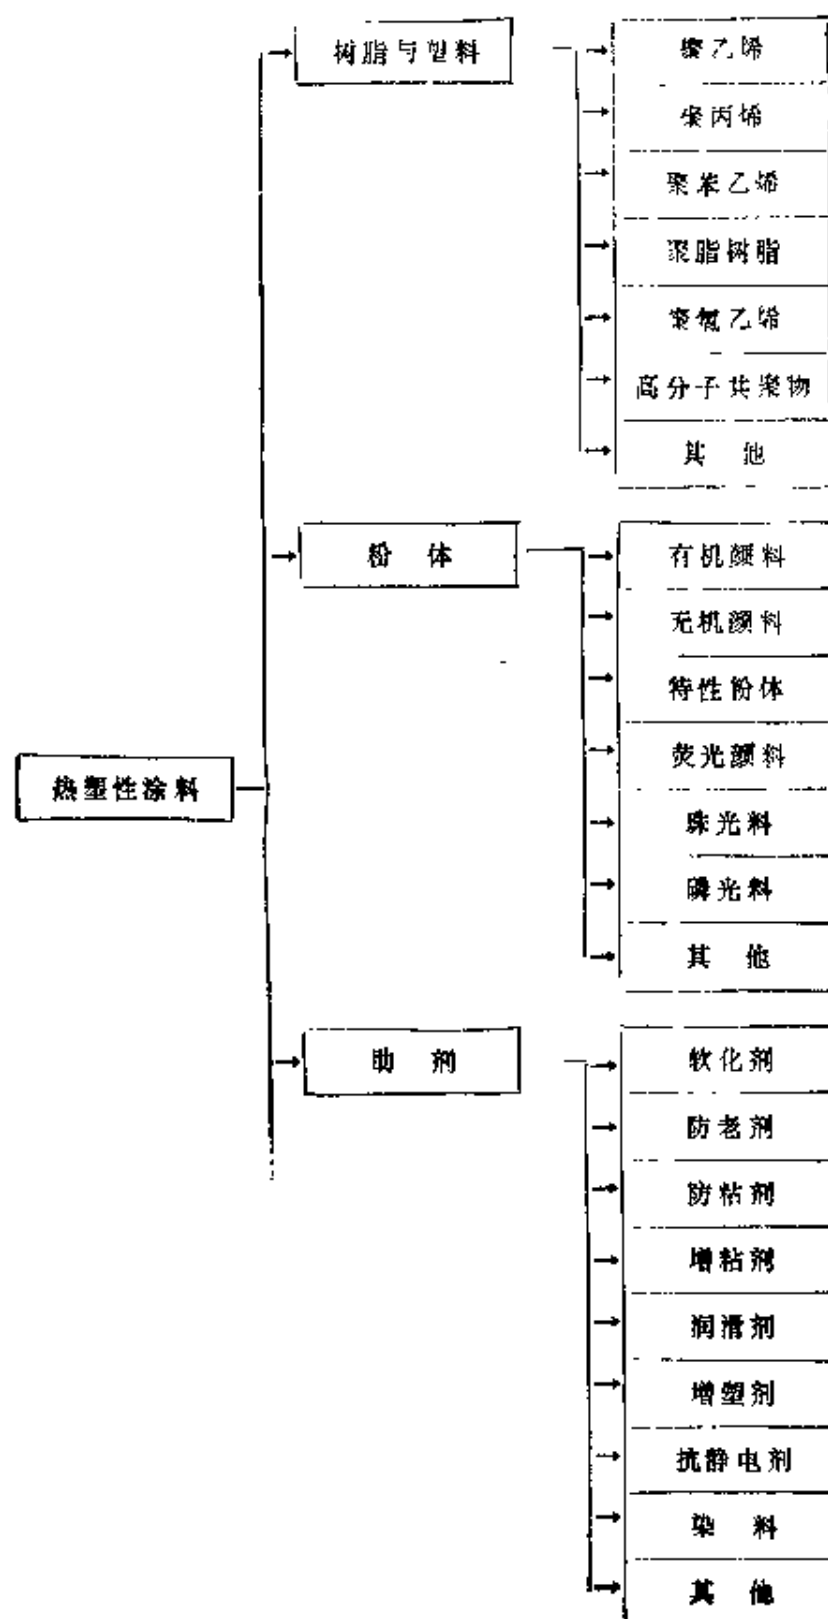 树脂与塑料
聚乙烯
聚丙烯
聚苯乙烯
聚脂树脂
聚氯乙烯
高分子共聚物
其他
粉体
有机颜料
无机颜料
特性粉体
荧光颜料
珠光料
磷光料
其他
热塑性涂料
助剂
软化剂
防老剂
防粘剂
增粘剂
润滑剂
增塑剂
抗静电剂
染料
其他